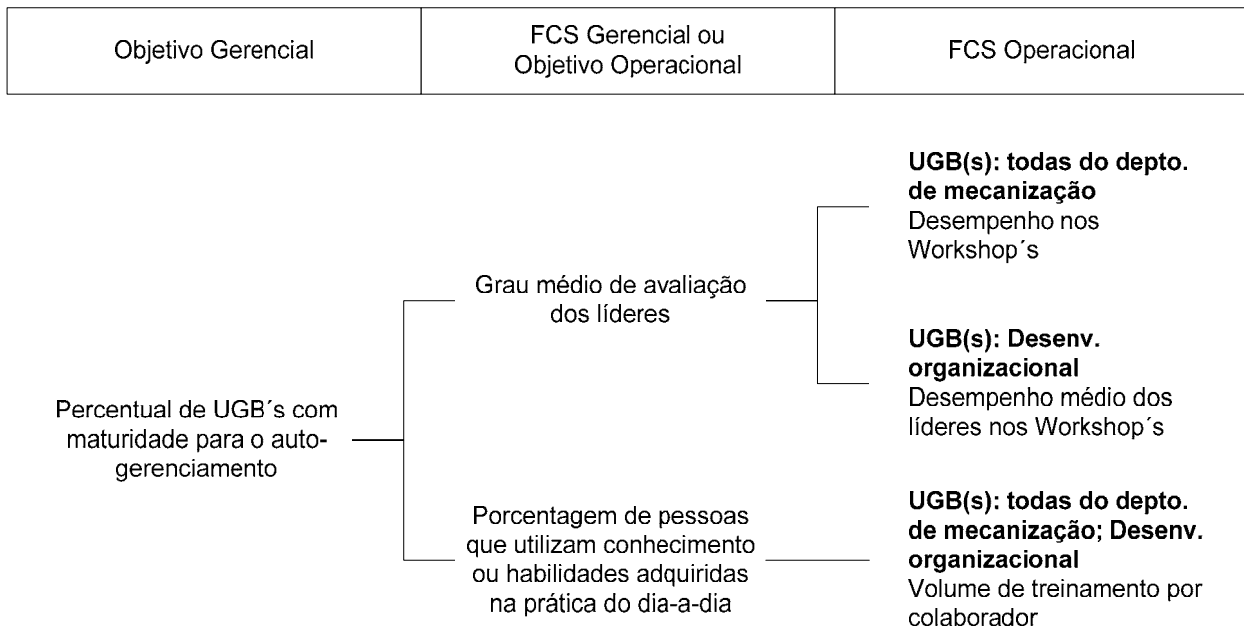 Objetivo Gerencial
FCS Gerencial ou
Objetivo Operacional
FCS Operacional
UGB(s): todas do depto.
de mecanização
Desempenho nos
Workshop´s
Grau médio de avaliação
dos líderes
UGB(s): Desenv.
organizacional
Desempenho médio dos
líderes nos Workshop´s
Percentual de UGB´s com
maturidade para o auto-
gerenciamento
Porcentagem de pessoas
que utilizam conhecimento
ou habilidades adquiridas
na prática do dia-a-dia
UGB(s): todas do depto.
de mecanização; Desenv.
organizacional
Volume de treinamento por
colaborador